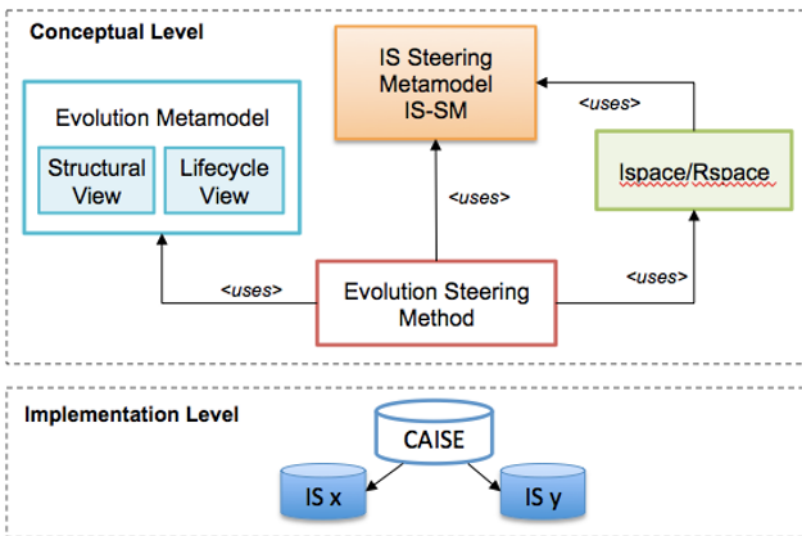 Conceptual Level
IS Steering
Metamodel
IS-SM
<uses>
Evolution Metamodel
Structural
View
Lifecycle
View
Ispace/Rspace
<uses>
<uses>
<uses>
Evolution Steering
Method
Implementation Level
CAISE
IS x
IS y